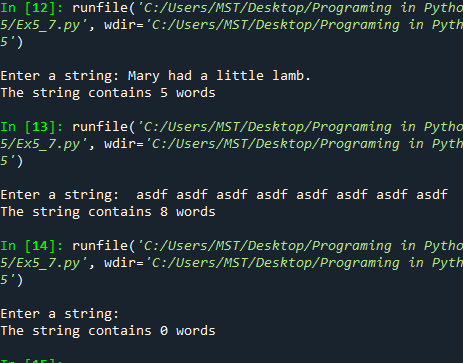 In [12]: runfile('C:/Users/MST/Desktop/Programing in Pytho
5/Ex5_7.py', wdir='C:/Users/MST/Desktop/Programing in Pyth
5')
Enter a string: Mary had a little lamb.
The string contains 5 words
In [13]: runfile('C:/Users/MST/Desktop/Programing in Pytho
5/Ex5_7.py', wdir='C:/Users/MST/Desktop/Programing in Pyth
5')
Enter a string:  asdf asdf asdf asdf asdf asdf asdf asdf
The string contains 8 words
In [14]: runfile('C:/Users/MST/Desktop/Programing in Pytho
5/Ex5_7.py', wdir='C:/Users/MST/Desktop/Programing in Pyth
5')
Enter a string:
The string contains 0 words
In [15]: